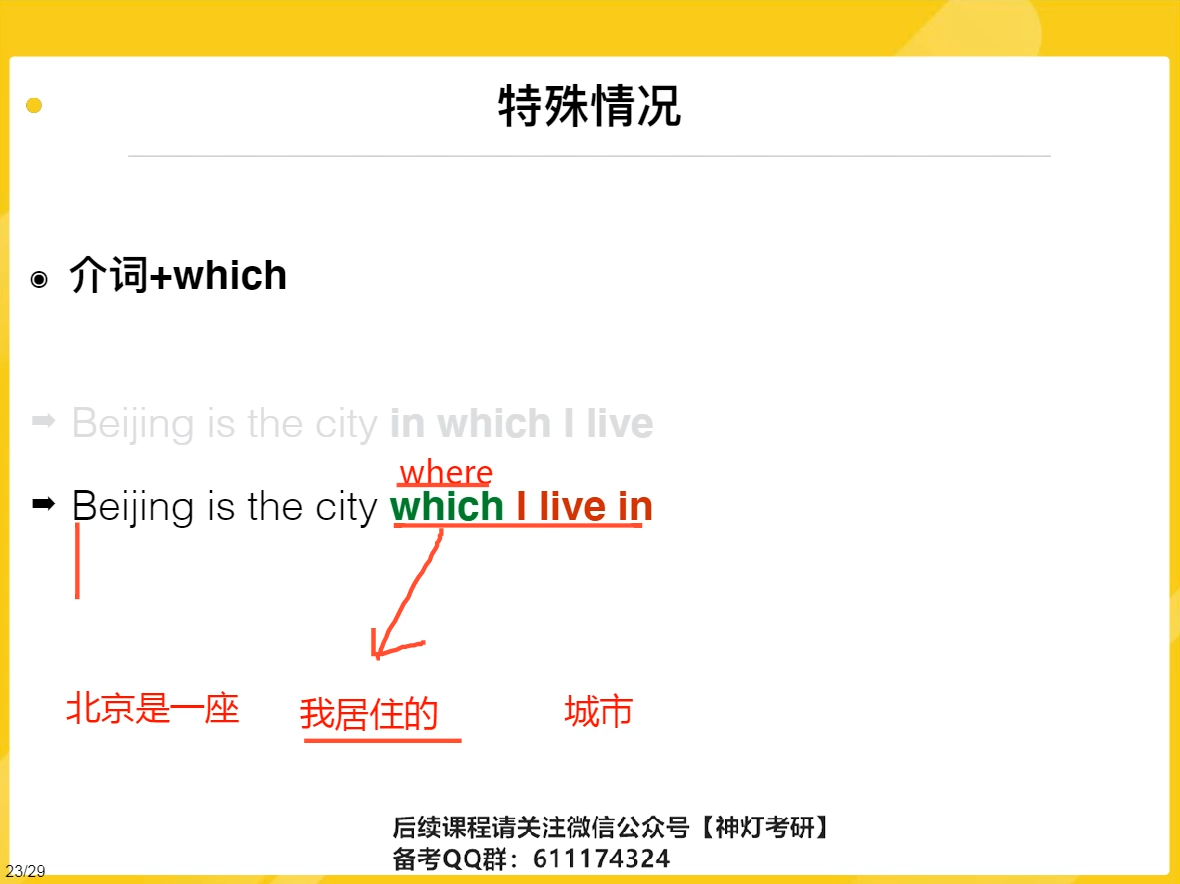 特殊情况
介词+which
Beijing is the city in which I live
where
Beijing is the city which I live in
北京是一座 我居住的 城市
后续课程请关注微信公众号【神灯考研】
备考QQ群：611174324
23/29